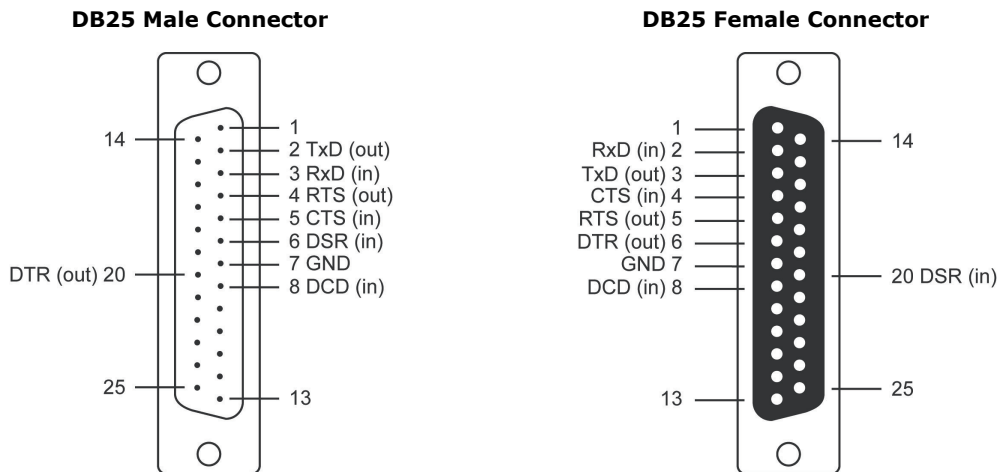 DB25 Male Connector
14
1
2 TxD (out)
3 RxD (in)
4 RTS (out)
5 CTS (in)
6 DSR (in)
7 GND
DTR (out) 20
8 DCD (in)
25
13
DB25 Female Connector
1
14
RxD (in) 2
TxD (out) 3
CTS (in) 4
RTS (out) 5
DTR (out) 6
GND 7
20 DSR (in)
DCD (in) 8
25
13